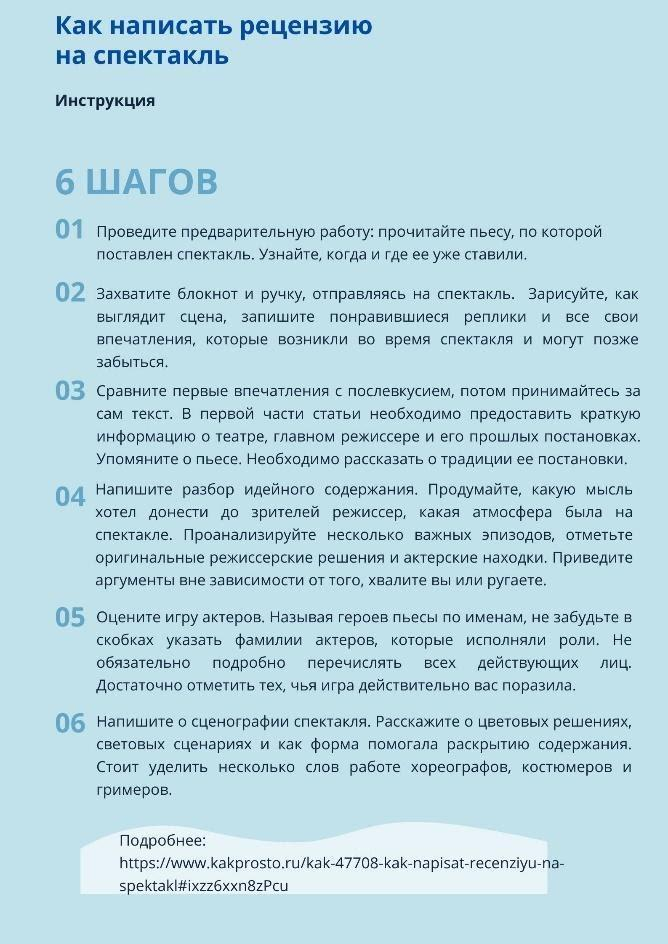 Как написать рецензию
на спектакль
Инструкция
6 ШАГОВ
01 Проведите предварительную работу: прочитайте пьесу, по которой
поставлен спектакль. Узнайте, когда и где ее уже ставили.
02 Захватите блокнот и ручку, отправляясь на спектакль. Зарисуйте, как
выглядит сцена, запишите понравившиеся реплики и все свои
впечатления, которые возникли во время спектакля и могут позже
забыться.
03 Сравните первые впечатления с послевкусием, потом принимайтесь за
сам текст. В первой части статьи необходимо предоставить краткую
информацию о театре, главном режиссере и его прошлых постановках.
Упомяните о пьесе. Необходимо рассказать о традиции ее постановки.
04 Напишите разбор идейного содержания. Продумайте, какую мысль
хотел донести до зрителей режиссер, какая атмосфера была на
спектакле. Проанализируйте несколько важных эпизодов, отметьте
оригинальные режиссерские решения и актерские находки. Приведите
аргументы вне зависимости от того, хвалите вы или ругаете.
05 Оцените игру актеров. Называя героев пьесы по именам, не забудьте в
скобках указать фамилии актеров, которые исполняли роли. Не
обязательно подробно перечислять всех действующих лиц.
Достаточно отметить тех, чья игра действительно вас поразила.
06 Напишите о сценографии спектакля. Расскажите о цветовых решениях,
световых сценариях и как форма помогала раскрытию содержания.
Стоит уделить несколько слов работе хореографов, костюмеров и
гримеров.
Подробнее:
https://www.kakprosto.ru/kak-47708-kak-napisat-recenziyu-na-
spektakl#ixzz6xxn8zPcu